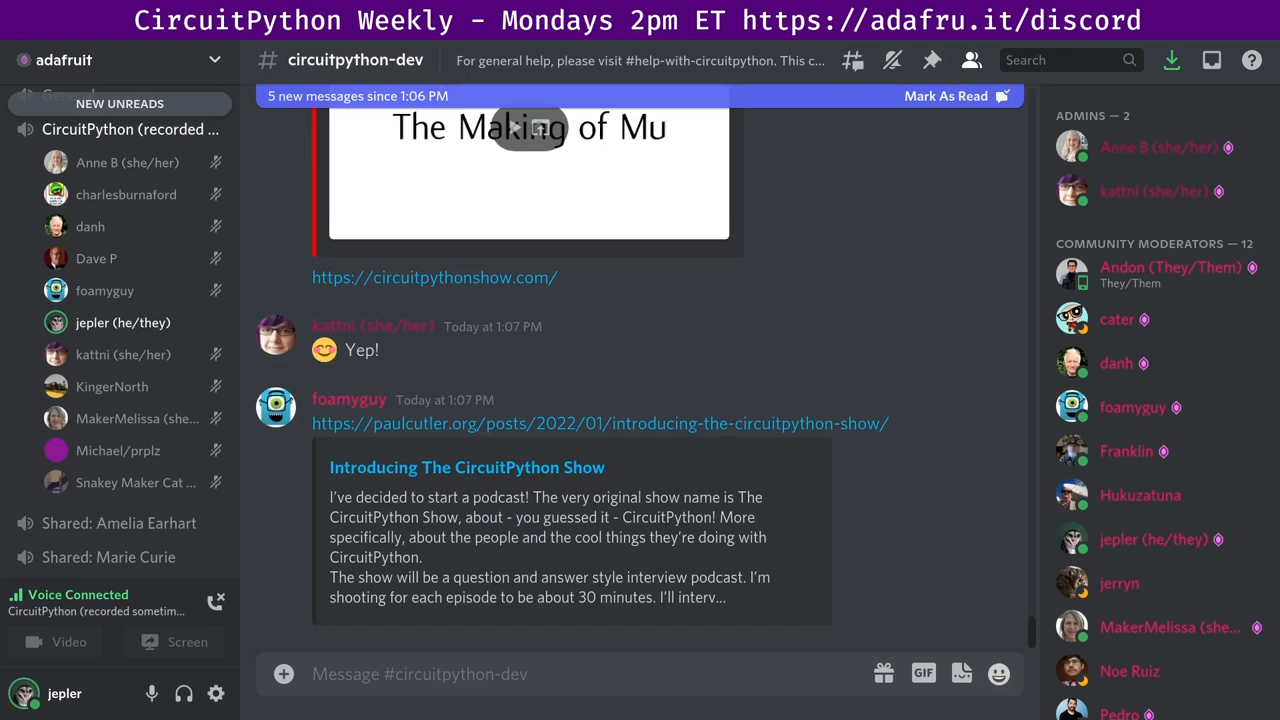 CircuitPython Weekly - Mondays 2pm ET https://adafru.it/discord
adafruit
General
NEW UNREADS
CircuitPython (recorded ...
Anne B (she/her)
charlesburnaford
danh
Dave P
foamyguy
jepler (he/they)
kattni (she/her)
KingerNorth
MakerMelissa (she...
Michael/prplz
Snakey Maker Cat ...
Shared: Amelia Earhart
Shared: Marie Curie
Voice Connected
CircuitPython (recorded sometim...
Video
Screen
jepler
circuitpython-dev
For general help, please visit #help-with-circuitpython. This c...
Search
5 new messages since 1:06 PM
Mark As Read
The Making of Mu
https://circuitpythonshow.com/
kattni (she/her) Today at 1:07 PM
Yep!
foamyguy Today at 1:07 PM
https://paulcutler.org/posts/2022/01/introducing-the-circuitpython-show/
Introducing The CircuitPython Show
I've decided to start a podcast! The very original show name is The
CircuitPython Show, about - you guessed it - CircuitPython! More
specifically, about the people and the cool things they're doing with
CircuitPython.
The show will be a question and answer style interview podcast. I'm
shooting for each episode to be about 30 minutes. I'll interv...
Message #circuitpython-dev
GIF
ADMINS — 2
Anne B (she/her)
kattni (she/her)
COMMUNITY MODERATORS — 12
Andon (They/Them)
They/Them
cater
danh
foamyguy
Franklin
Hukuzatuna
jepler (he/they)
jerryn
MakerMelissa (she...
Noe Ruiz
Pedro